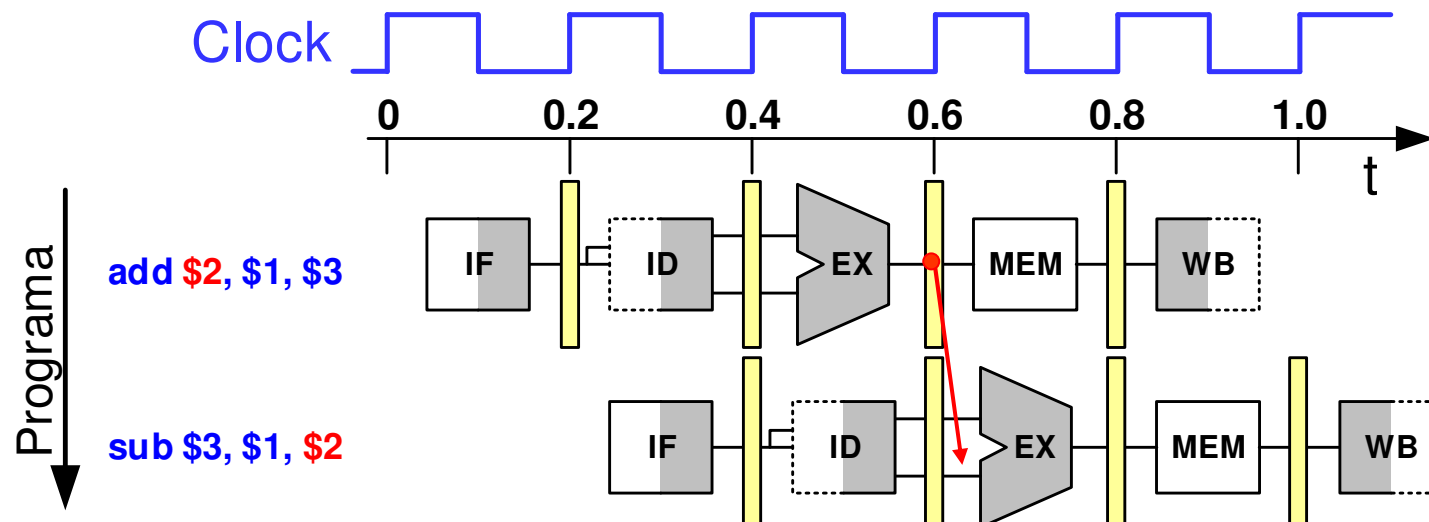 Clock
0 0.2 0.4 0.6 0.8 1.0
t
Programa
add $2, $1, $3
IF ID EX MEM WB
sub $3, $1, $2
IF ID EX MEM WB